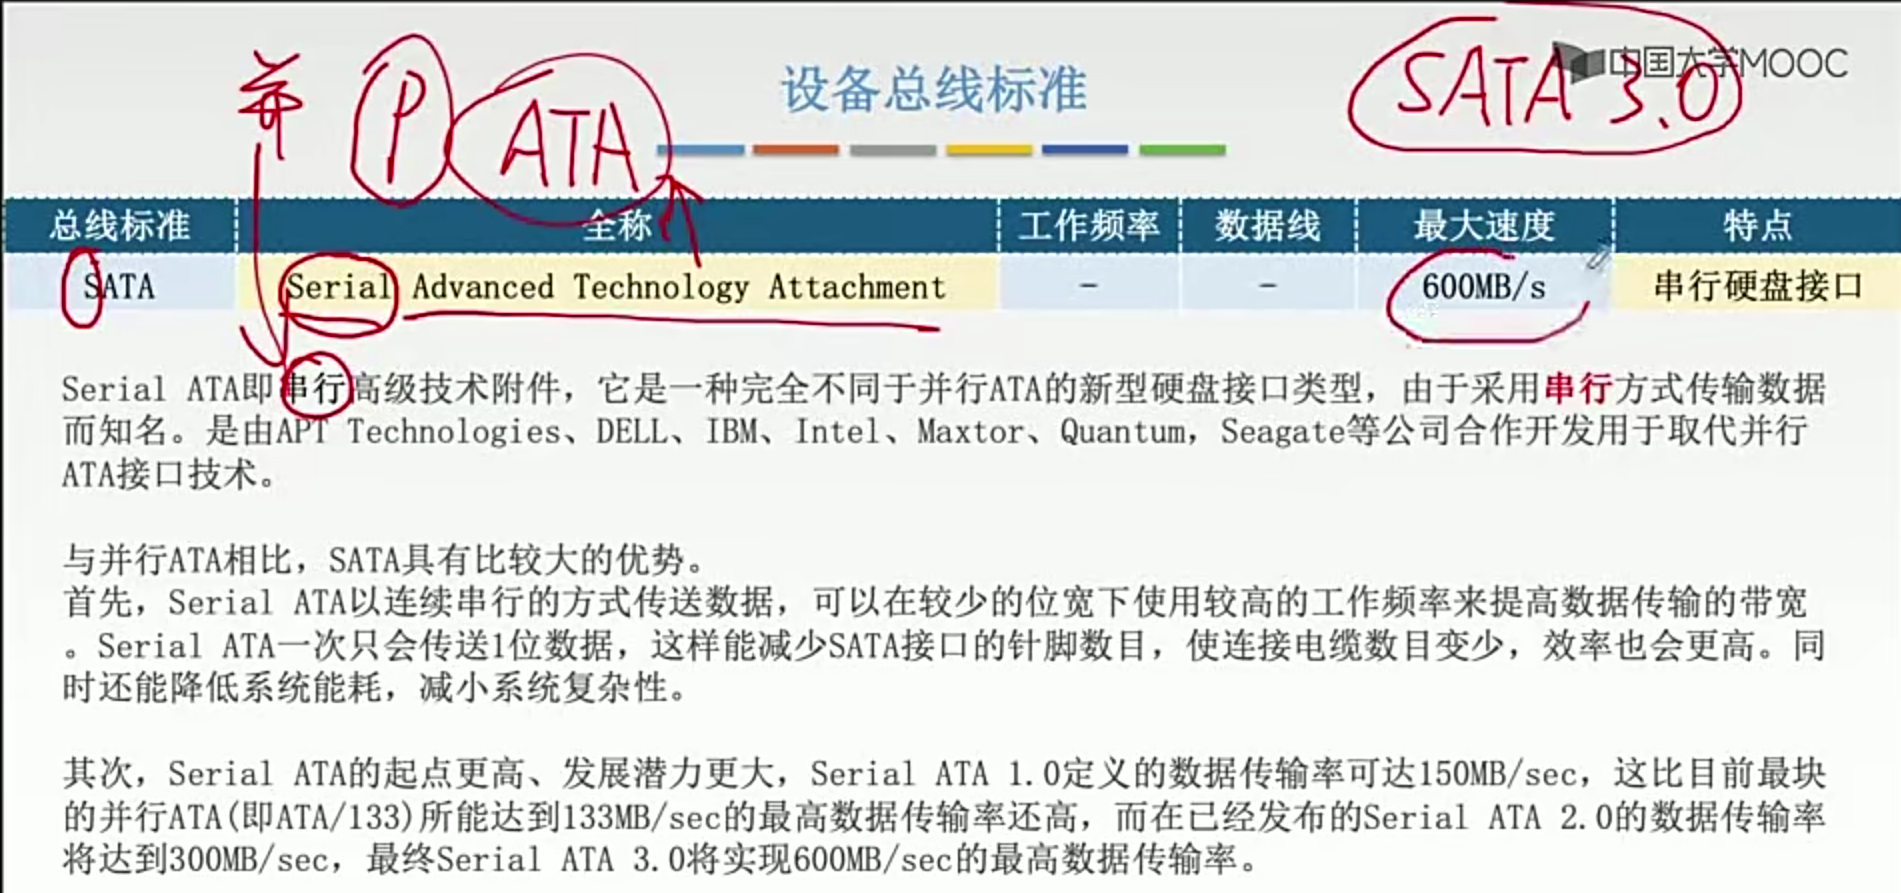 并 P ATA
SATA 3.0
中国大学MOOC
设备总线标准
总线标准 全称 工作频率 数据线 最大速度 特点
SATA Serial Advanced Technology Attachment - - 600MB/s 串行硬盘接口
Serial ATA即串行高级技术附件，它是一种完全不同于并行ATA的新型硬盘接口类型，由于采用串行方式传输数据
而知名。是由APT Technologies、DELL、IBM、Intel、Maxtor、Quantum，Seagate等公司合作开发用于取代并行
ATA接口技术。
与并行ATA相比，SATA具有比较大的优势。
首先，Serial ATA以连续串行的方式传送数据，可以在较少的位宽下使用较高的工作频率来提高数据传输的带宽
。Serial ATA一次只会传送1位数据，这样能减少SATA接口的针脚数目，使连接电缆数目变少，效率也会更高。同
时还能降低系统能耗，减小系统复杂性。
其次，Serial ATA的起点更高、发展潜力更大，Serial ATA 1.0定义的数据传输率可达150MB/sec，这比目前最块
的并行ATA(即ATA/133)所能达到133MB/sec的最高数据传输率还高，而在已经发布的Serial ATA 2.0的数据传输率
将达到300MB/sec，最终Serial ATA 3.0将实现600MB/sec的最高数据传输率。